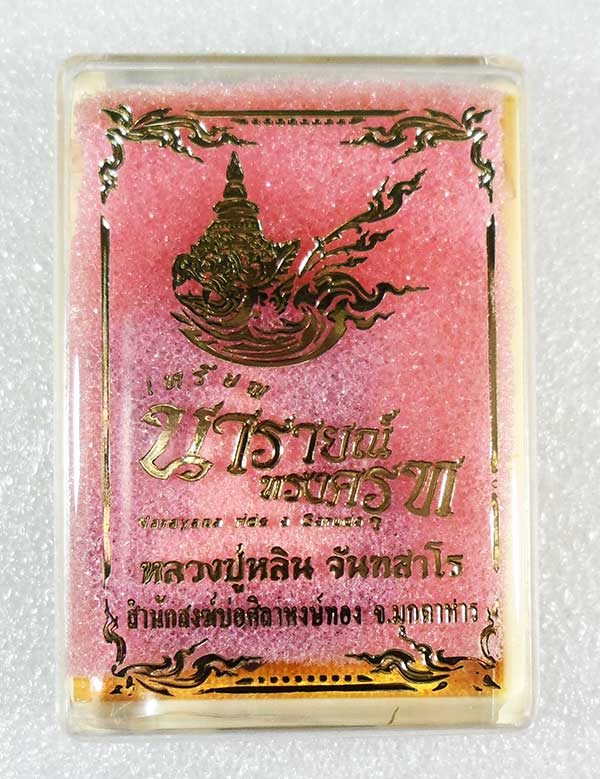 เหรียญ
นารายณ์
ทรงครุฑ
Narayana ride a Garuda
หลวงปู่หลิน จันทสาโร
สำนักสงฆ์บ่อศิลาหงษ์ทอง จ.มุกดาหาร